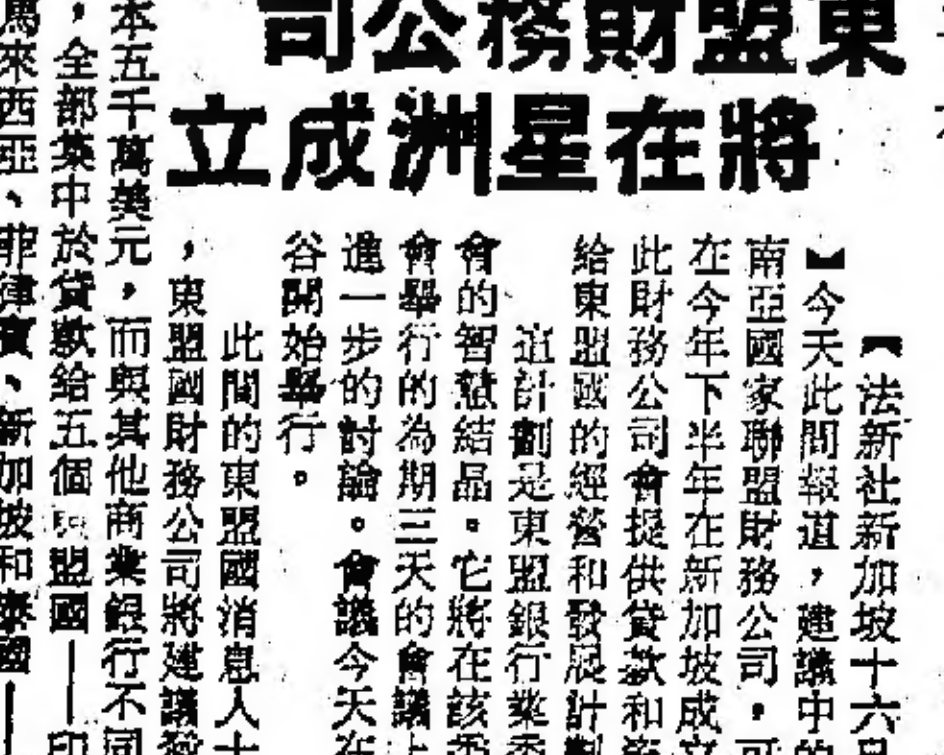 東盟財務公司
將在星洲成立
【法新社新加坡十六日
】今天此間報道，建議中的
南亞國家聯盟財務公司，可
在今年下半年在新加坡成立
此財務公司會提供貸款和資
給東盟國的經營和發展計劃
這計劃是東盟銀行業委
會的智慧結晶。它將在該委
會舉行的為期三天的會議上
進一步的討論。會議今天在
谷開始舉行。
此間的東盟國消息人士
，東盟國財務公司將建議發
本五千萬美元，而與其他商業銀行不同
，全部集中於貸款給五個東盟國—印
馬來西亞、菲律賓、新加坡和泰國—